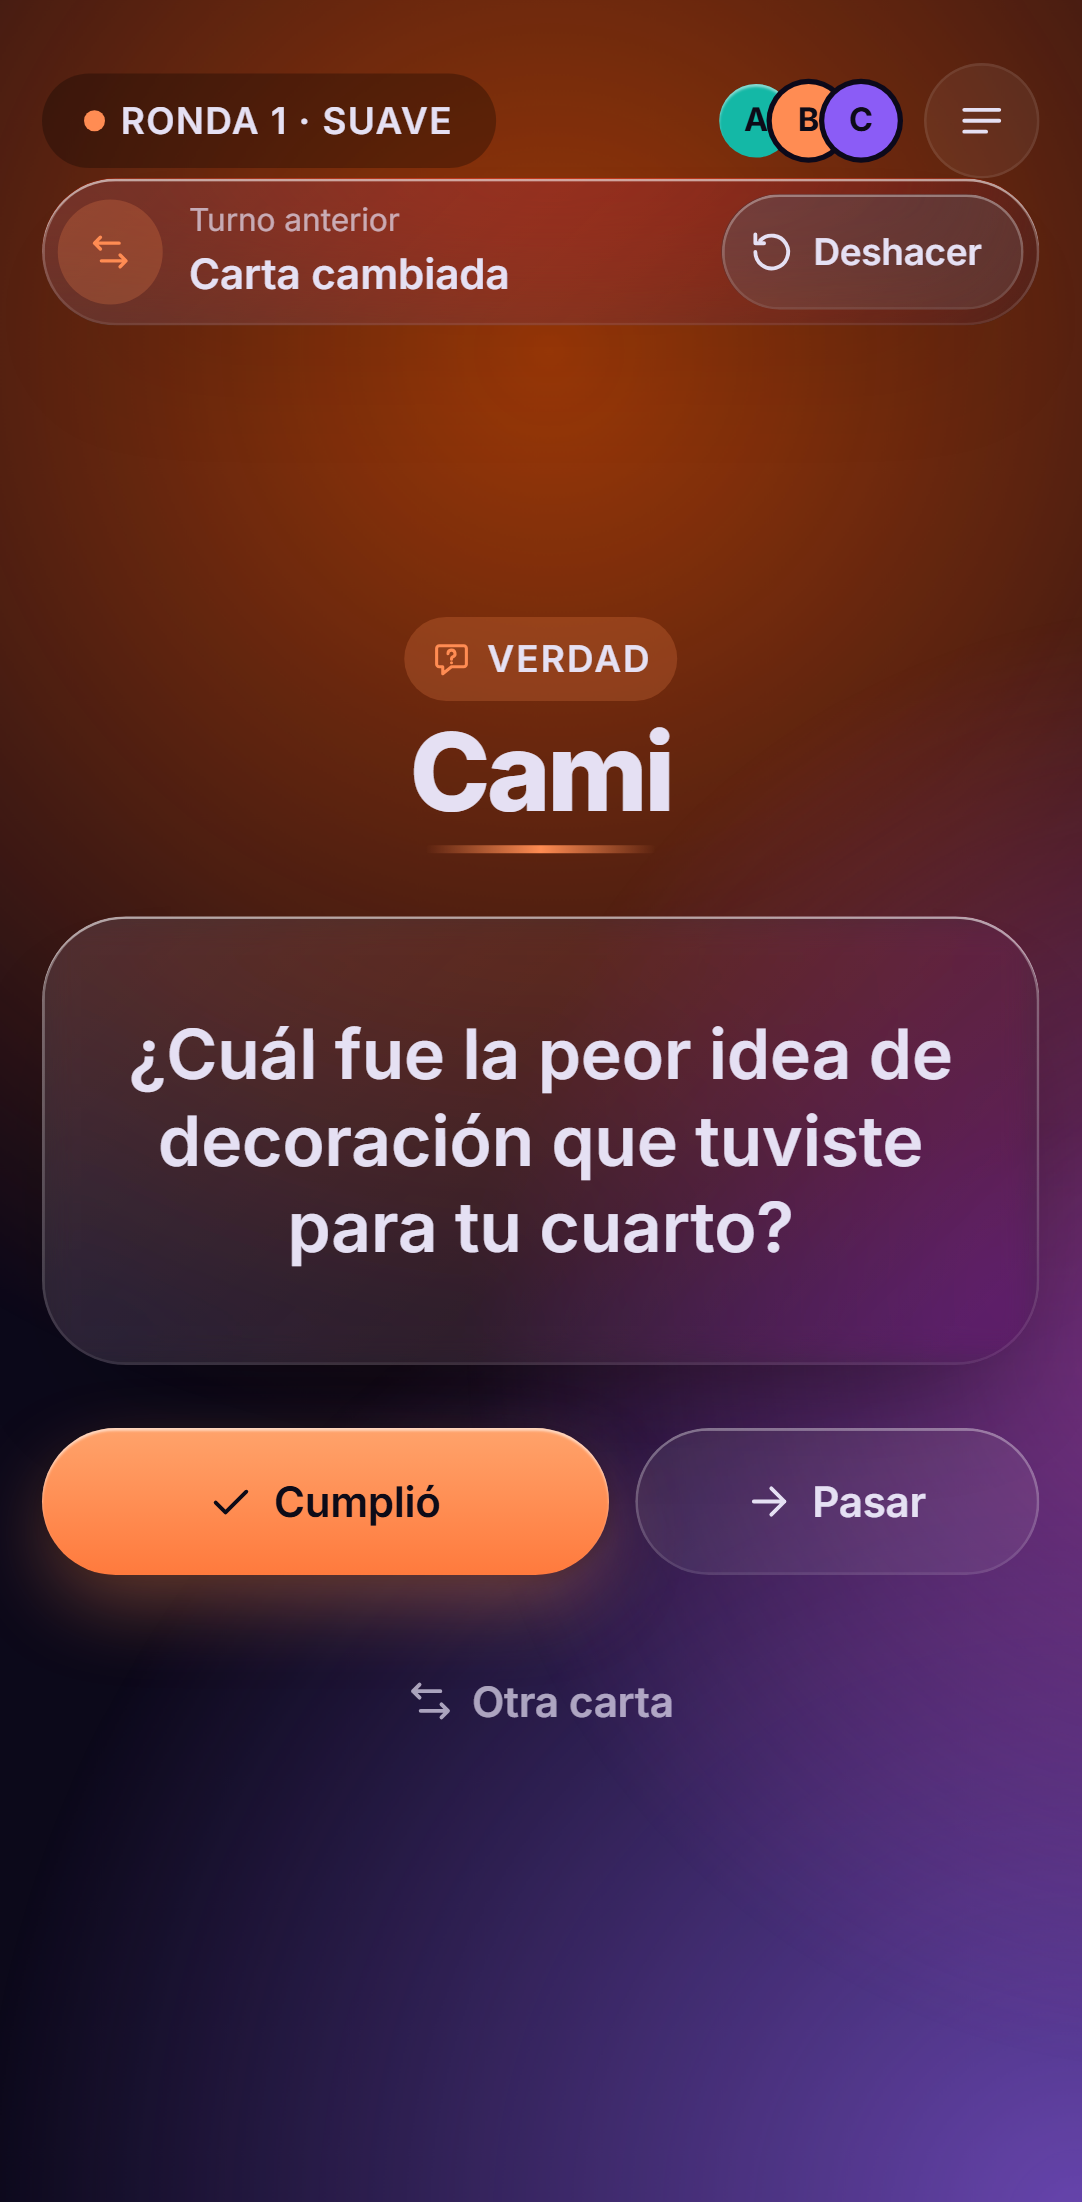 RONDA 1 · SUAVE
A B C
Turno anterior
Carta cambiada
Deshacer
VERDAD
Cami
¿Cuál fue la peor idea de
decoración que tuviste
para tu cuarto?
Cumplió
Pasar
Otra carta